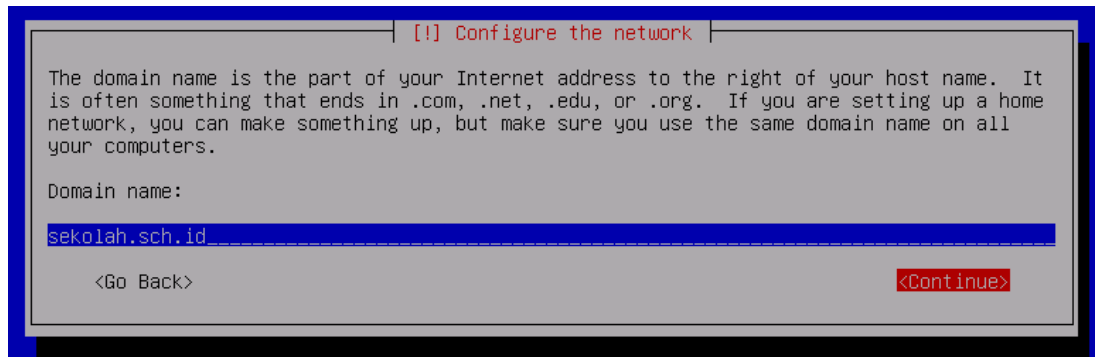 [!] Configure the network
The domain name is the part of your Internet address to the right of your host name.  It
is often something that ends in .com, .net, .edu, or .org.  If you are setting up a home
network, you can make something up, but make sure you use the same domain name on all
your computers.
Domain name:
sekolah.sch.id
<Go Back> <Continue>